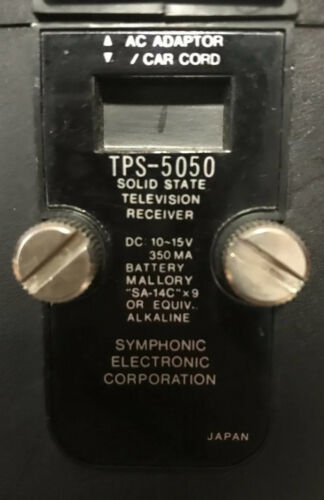 ▲ AC ADAPTOR
▼ / CAR CORD
TPS-5050
SOLID STATE
TELEVISION
RECEIVER
DC: 10~15V
350 MA
BATTERY
MALLORY
"SA-14C"×9
OR EQUIV..
ALKALINE
SYMPHONIC
ELECTRONIC
CORPORATION
JAPAN